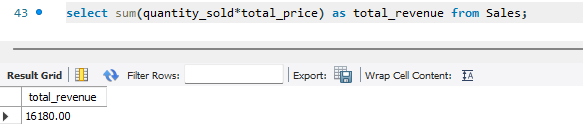 43 select sum(quantity_sold*total_price) as total_revenue from Sales;
Result Grid Filter Rows: Export: Wrap Cell Content: IA
total_revenue
16180.00